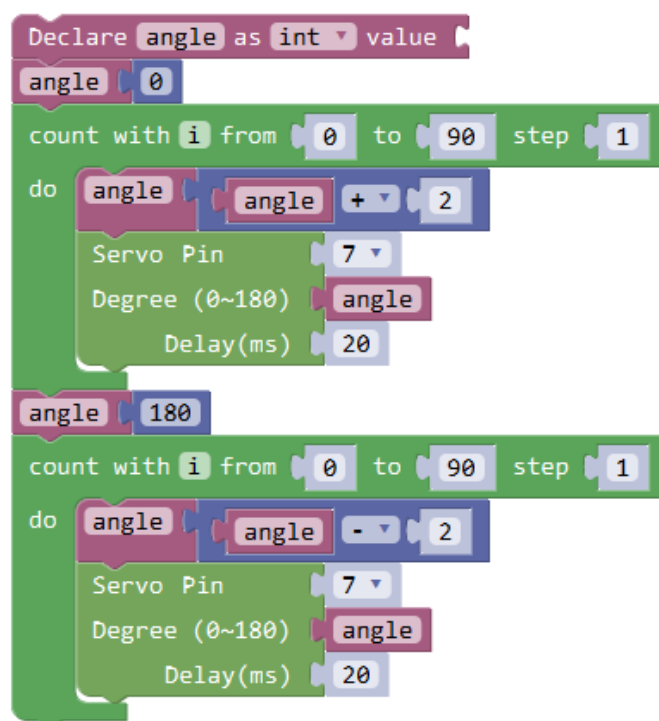 Declare angle as int value
angle 0
count with i from 0 to 90 step 1
do angle angle + 2
Servo Pin 7
Degree (0~180) angle
Delay(ms) 20
angle 180
count with i from 0 to 90 step 1
do angle angle - 2
Servo Pin 7
Degree (0~180) angle
Delay(ms) 20